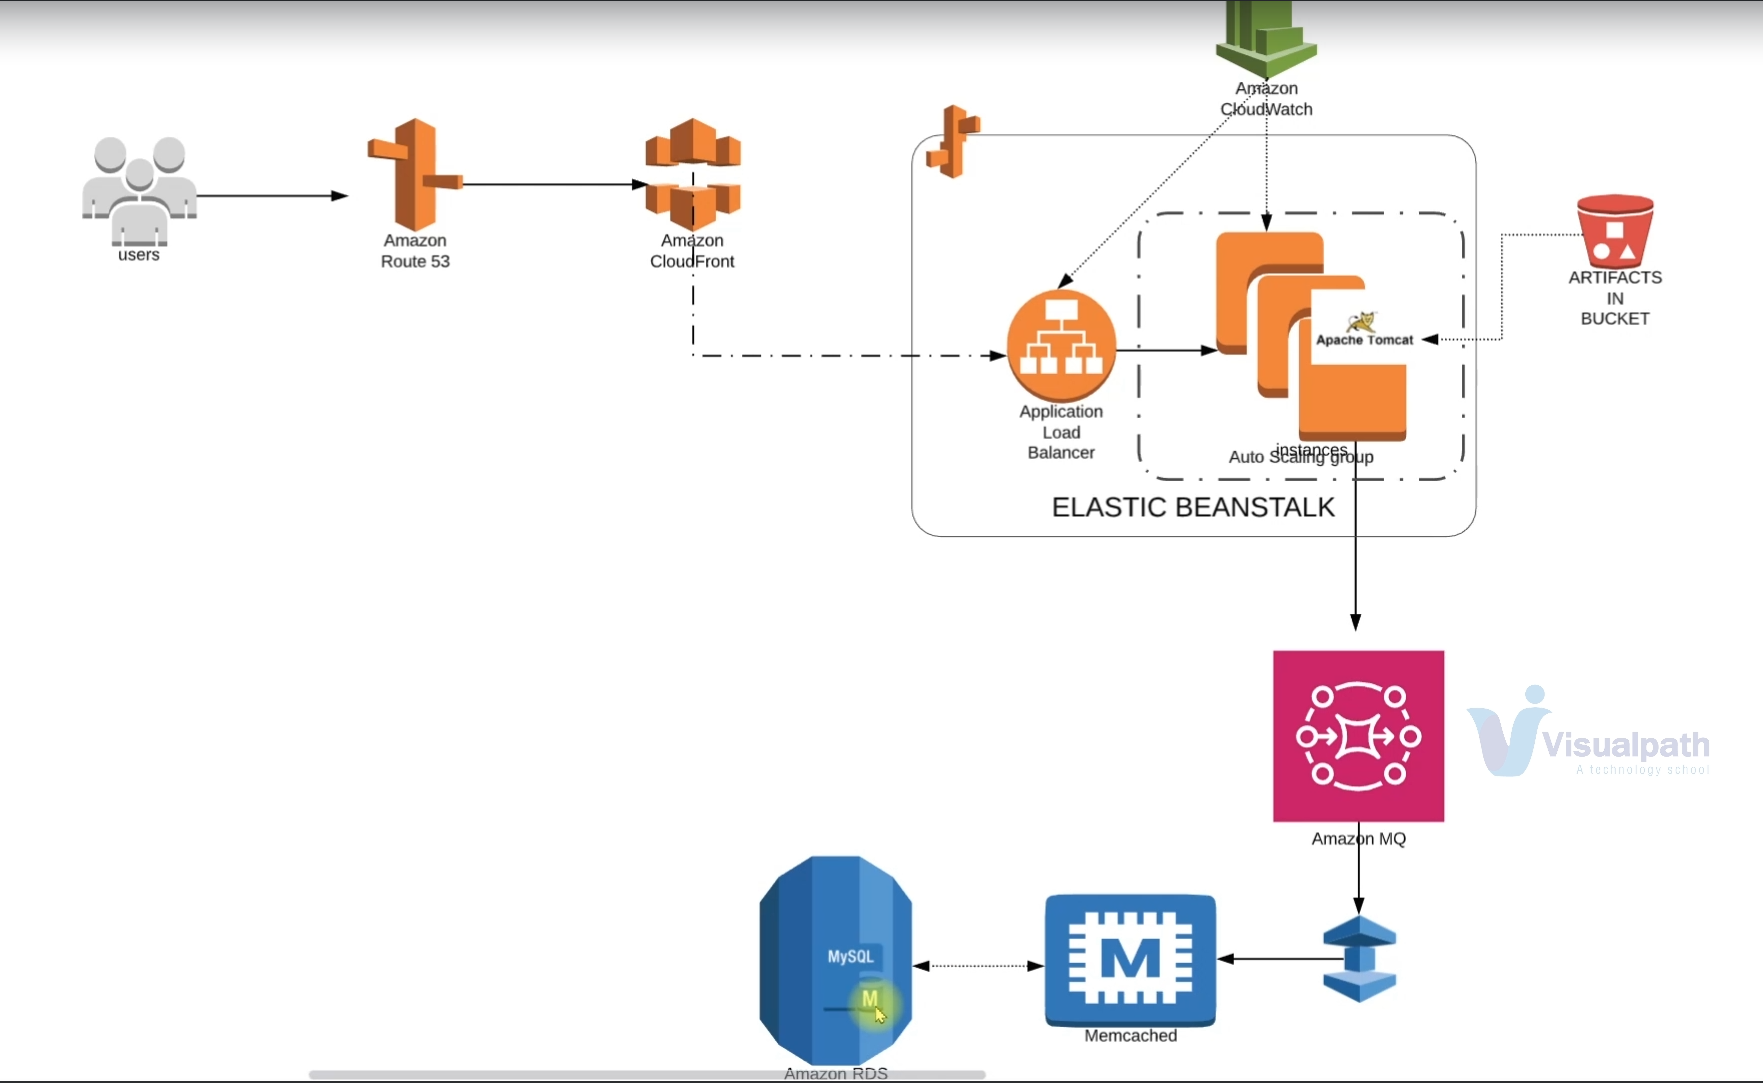 Amazon
CloudWatch
users
Amazon
Route 53
Amazon
CloudFront
ARTIFACTS
IN
BUCKET
Apache Tomcat
Application
Load
Balancer
instances
Auto Scaling group
ELASTIC BEANSTALK
Visualpath
A technology school
Amazon MQ
MySQL
M
M
Memcached
Amazon RDS